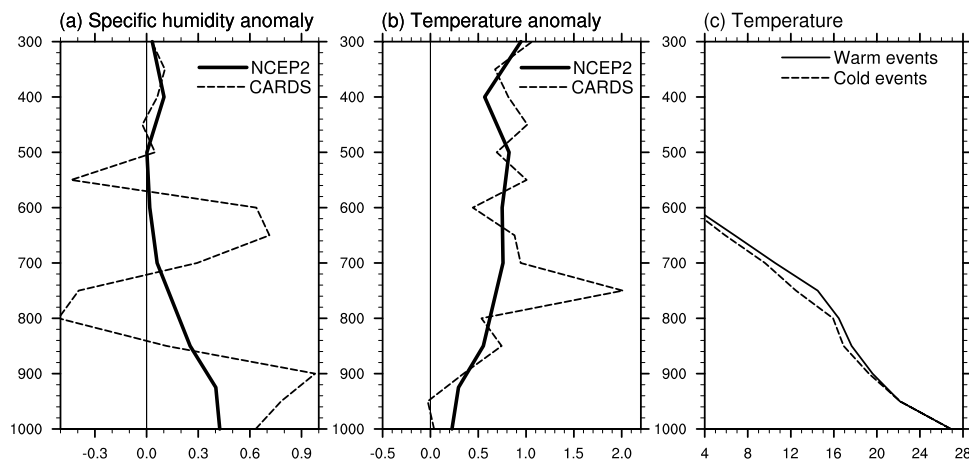 (a) Specific humidity anomaly
300
400
500
600
700
800
900
1000
-0.3 0.0 0.3 0.6 0.9
NCEP2
CARDS
(b) Temperature anomaly
300
400
500
600
700
800
900
1000
-0.5 0.0 0.5 1.0 1.5 2.0
NCEP2
CARDS
(c) Temperature
300
400
500
600
700
800
900
1000
4 8 12 16 20 24 28
Warm events
Cold events